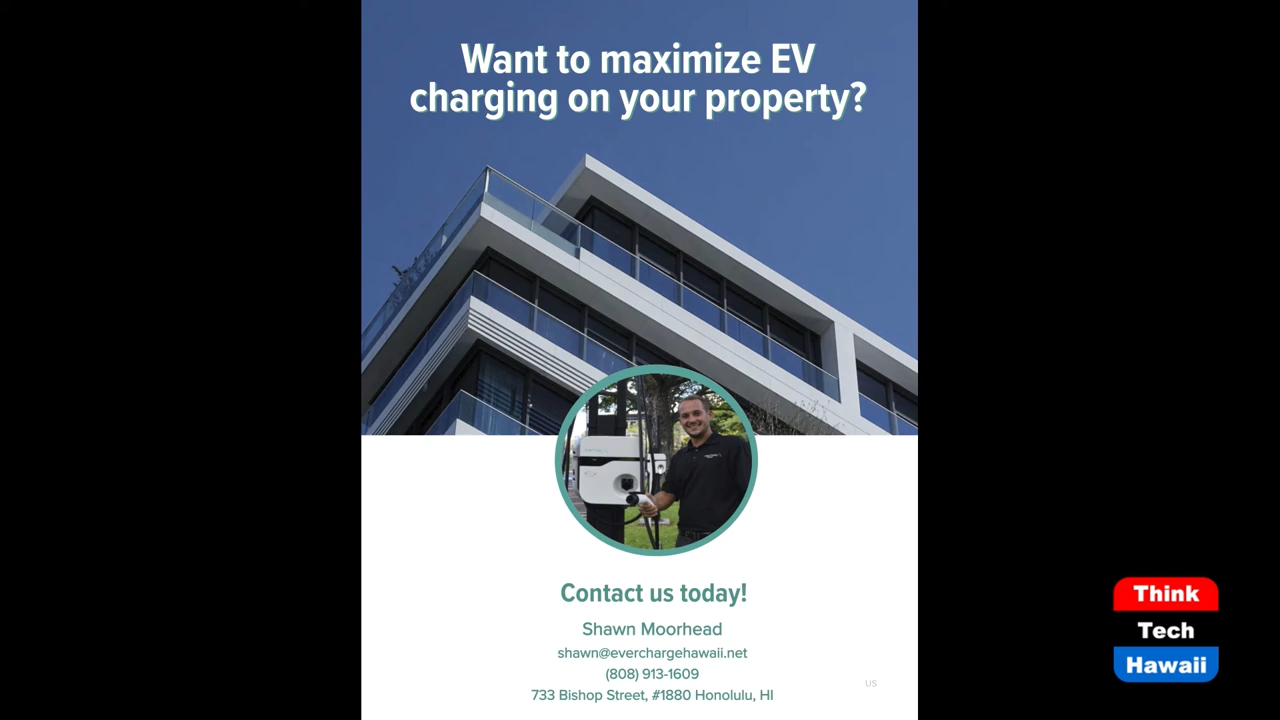 Want to maximize EV
charging on your property?
Contact us today!
Shawn Moorhead
shawn@everchargehawaii.net
(808) 913-1609
733 Bishop Street, #1880 Honolulu, HI
US
Think
Tech
Hawaii